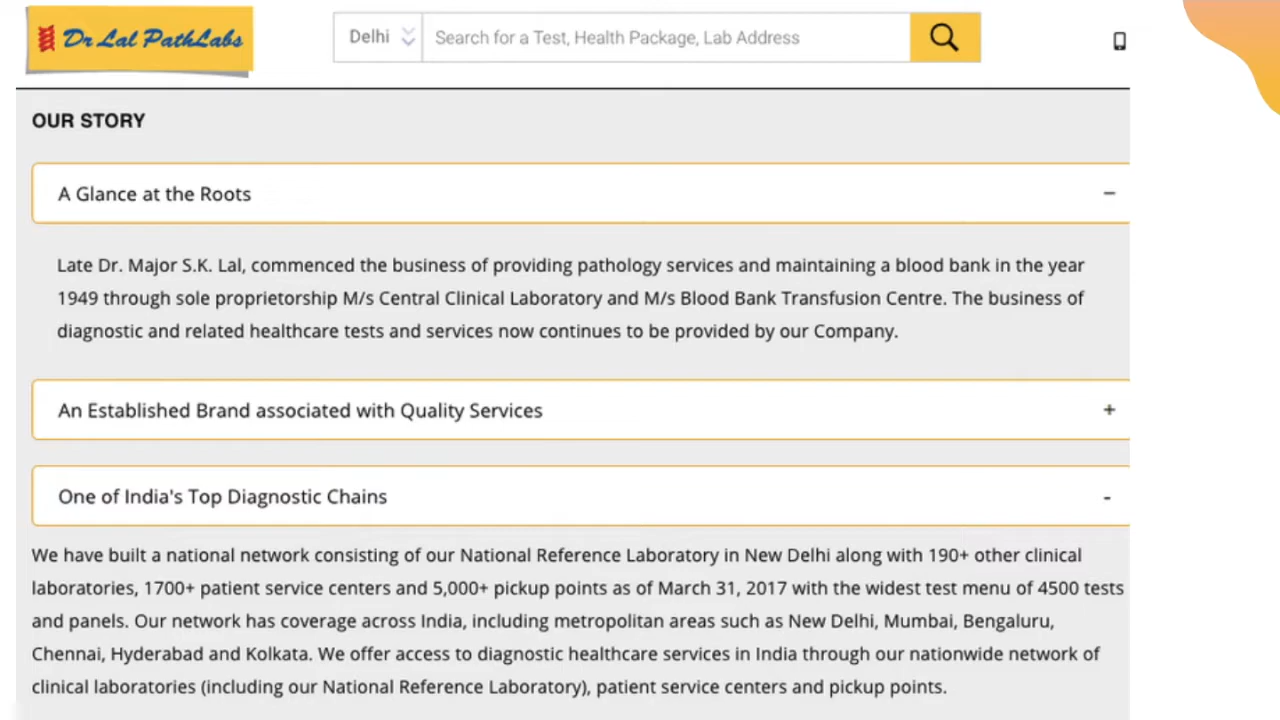 Dr Lal PathLabs
Delhi
Search for a Test, Health Package, Lab Address
OUR STORY
A Glance at the Roots
−
Late Dr. Major S.K. Lal, commenced the business of providing pathology services and maintaining a blood bank in the year
1949 through sole proprietorship M/s Central Clinical Laboratory and M/s Blood Bank Transfusion Centre. The business of
diagnostic and related healthcare tests and services now continues to be provided by our Company.
An Established Brand associated with Quality Services
+
One of India's Top Diagnostic Chains
-
We have built a national network consisting of our National Reference Laboratory in New Delhi along with 190+ other clinical
laboratories, 1700+ patient service centers and 5,000+ pickup points as of March 31, 2017 with the widest test menu of 4500 tests
and panels. Our network has coverage across India, including metropolitan areas such as New Delhi, Mumbai, Bengaluru,
Chennai, Hyderabad and Kolkata. We offer access to diagnostic healthcare services in India through our nationwide network of
clinical laboratories (including our National Reference Laboratory), patient service centers and pickup points.